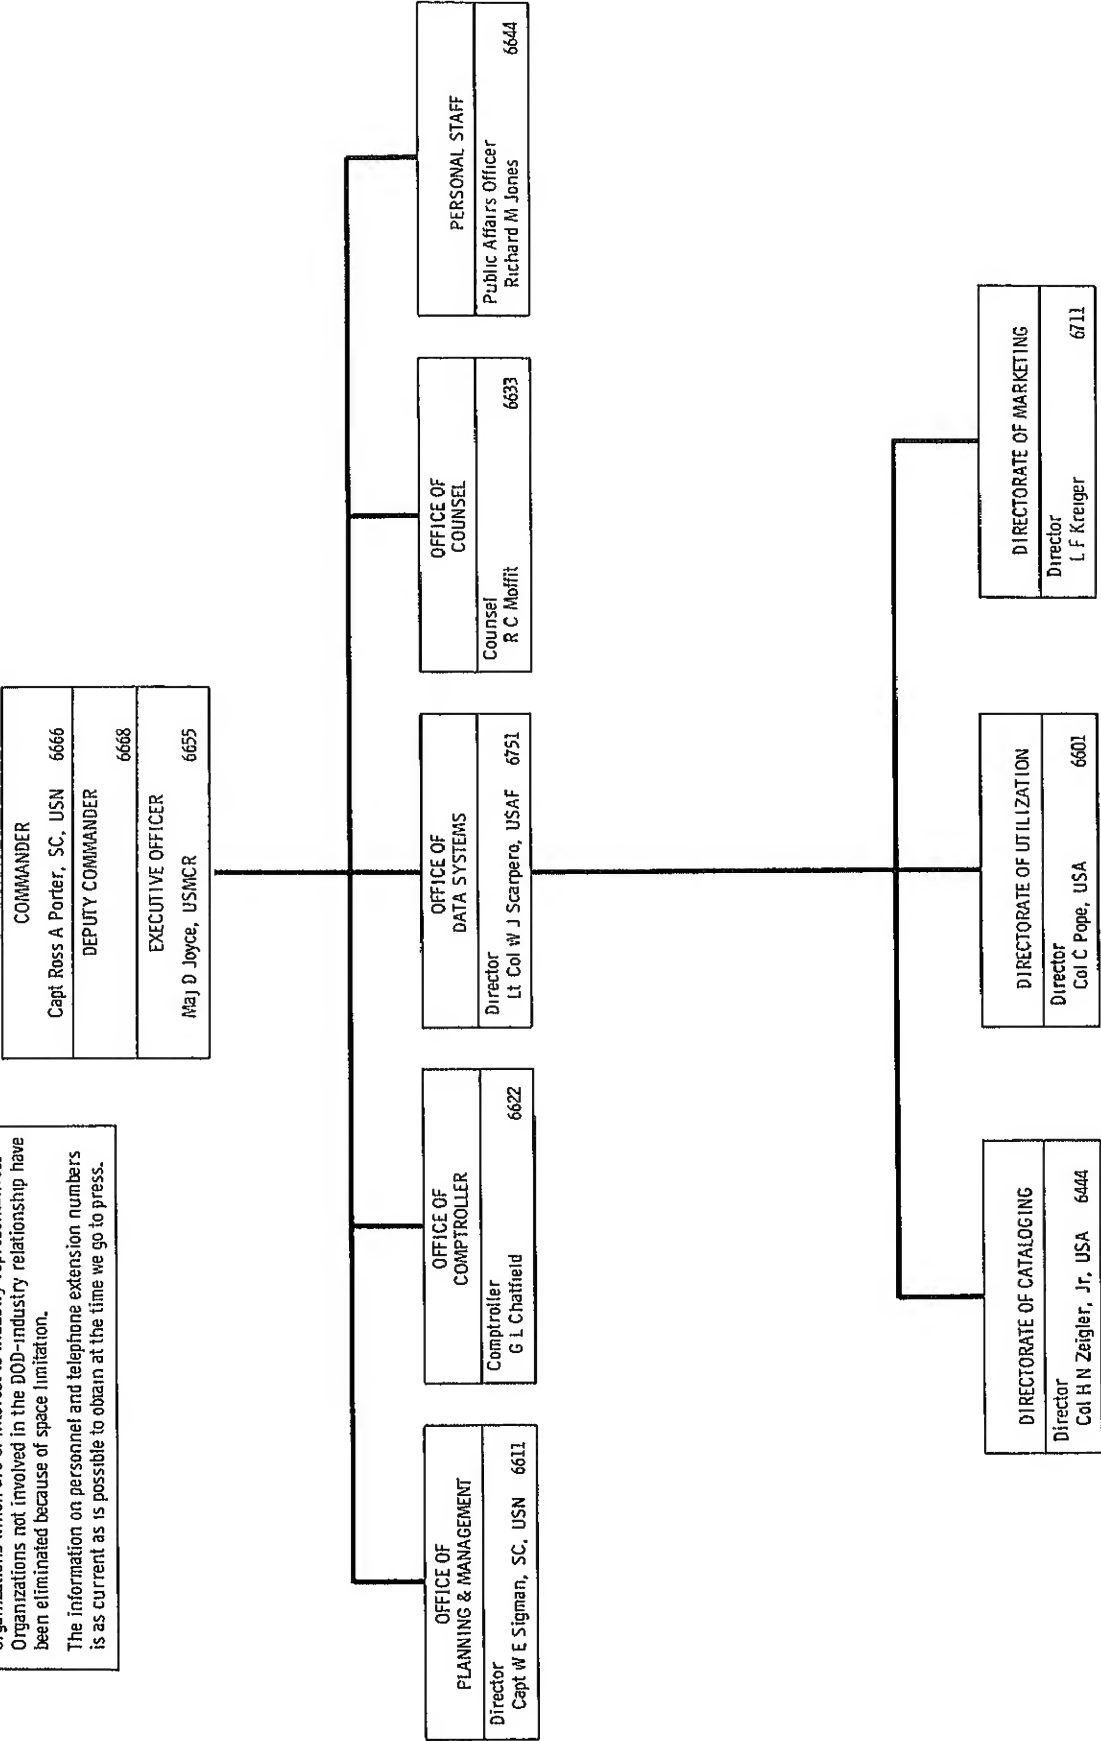 Organizations not involved in the DOD-industry relationship have
been eliminated because of space limitation.
The information on personnel and telephone extension numbers
is as current as is possible to obtain at the time we go to press.
COMMANDER
Capt Ross A Porter, SC, USN 6666
DEPUTY COMMANDER
6668
EXECUTIVE OFFICER
Maj D Joyce, USMCR 6655
OFFICE OF
PLANNING & MANAGEMENT
Director
Capt W E Sigman, SC, USN 6611
OFFICE OF
COMPTROLLER
Comptroller
G L Chatfield 6622
OFFICE OF
DATA SYSTEMS
Director
Lt Col W J Scarpero, USAF 6751
OFFICE OF
COUNSEL
Counsel
R C Moffit 6633
PERSONAL STAFF
Public Affairs Officer
Richard M Jones 6644
DIRECTORATE OF CATALOGING
Director
Col H N Zeigler, Jr, USA 6444
DIRECTORATE OF UTILIZATION
Director
Col C Pope, USA 6601
DIRECTORATE OF MARKETING
Director
L F Kreiger 6711